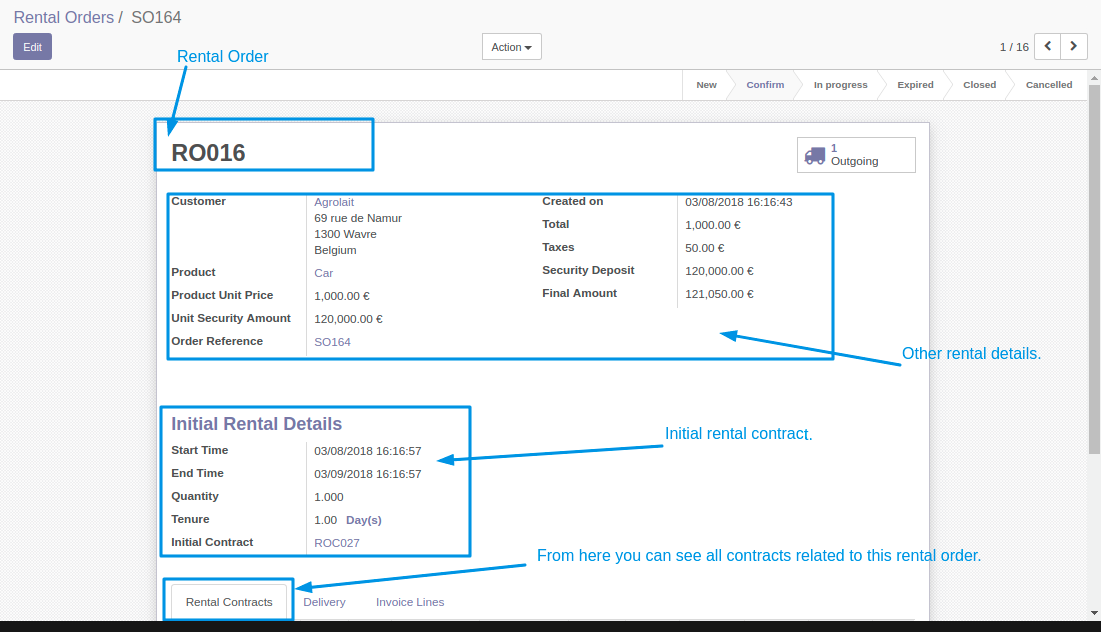 Rental Orders / SO164
Edit
Action
1 / 16
Rental Order
New
Confirm
In progress
Expired
Closed
Cancelled
RO016
1
Outgoing
Customer
Agrolait
69 rue de Namur
1300 Wavre
Belgium
Product
Car
Product Unit Price
1,000.00 €
Unit Security Amount
120,000.00 €
Order Reference
SO164
Created on
03/08/2018 16:16:43
Total
1,000.00 €
Taxes
50.00 €
Security Deposit
120,000.00 €
Final Amount
121,050.00 €
Other rental details.
Initial Rental Details
Start Time
03/08/2018 16:16:57
End Time
03/09/2018 16:16:57
Quantity
1.000
Tenure
1.00 Day(s)
Initial Contract
ROC027
Initial rental contract.
From here you can see all contracts related to this rental order.
Rental Contracts
Delivery
Invoice Lines